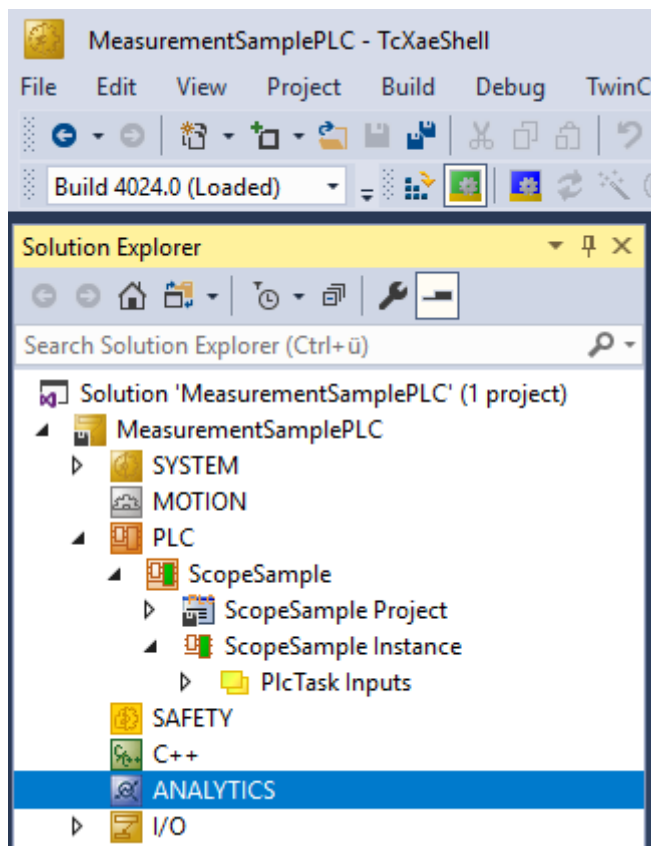 MeasurementSamplePLC - TcXaeShell
File Edit View Project Build Debug TwinC
Build 4024.0 (Loaded)
Solution Explorer
Search Solution Explorer (Ctrl+ü)
Solution 'MeasurementSamplePLC' (1 project)
MeasurementSamplePLC
SYSTEM
MOTION
PLC
ScopeSample
ScopeSample Project
ScopeSample Instance
PlcTask Inputs
SAFETY
C++
ANALYTICS
I/O